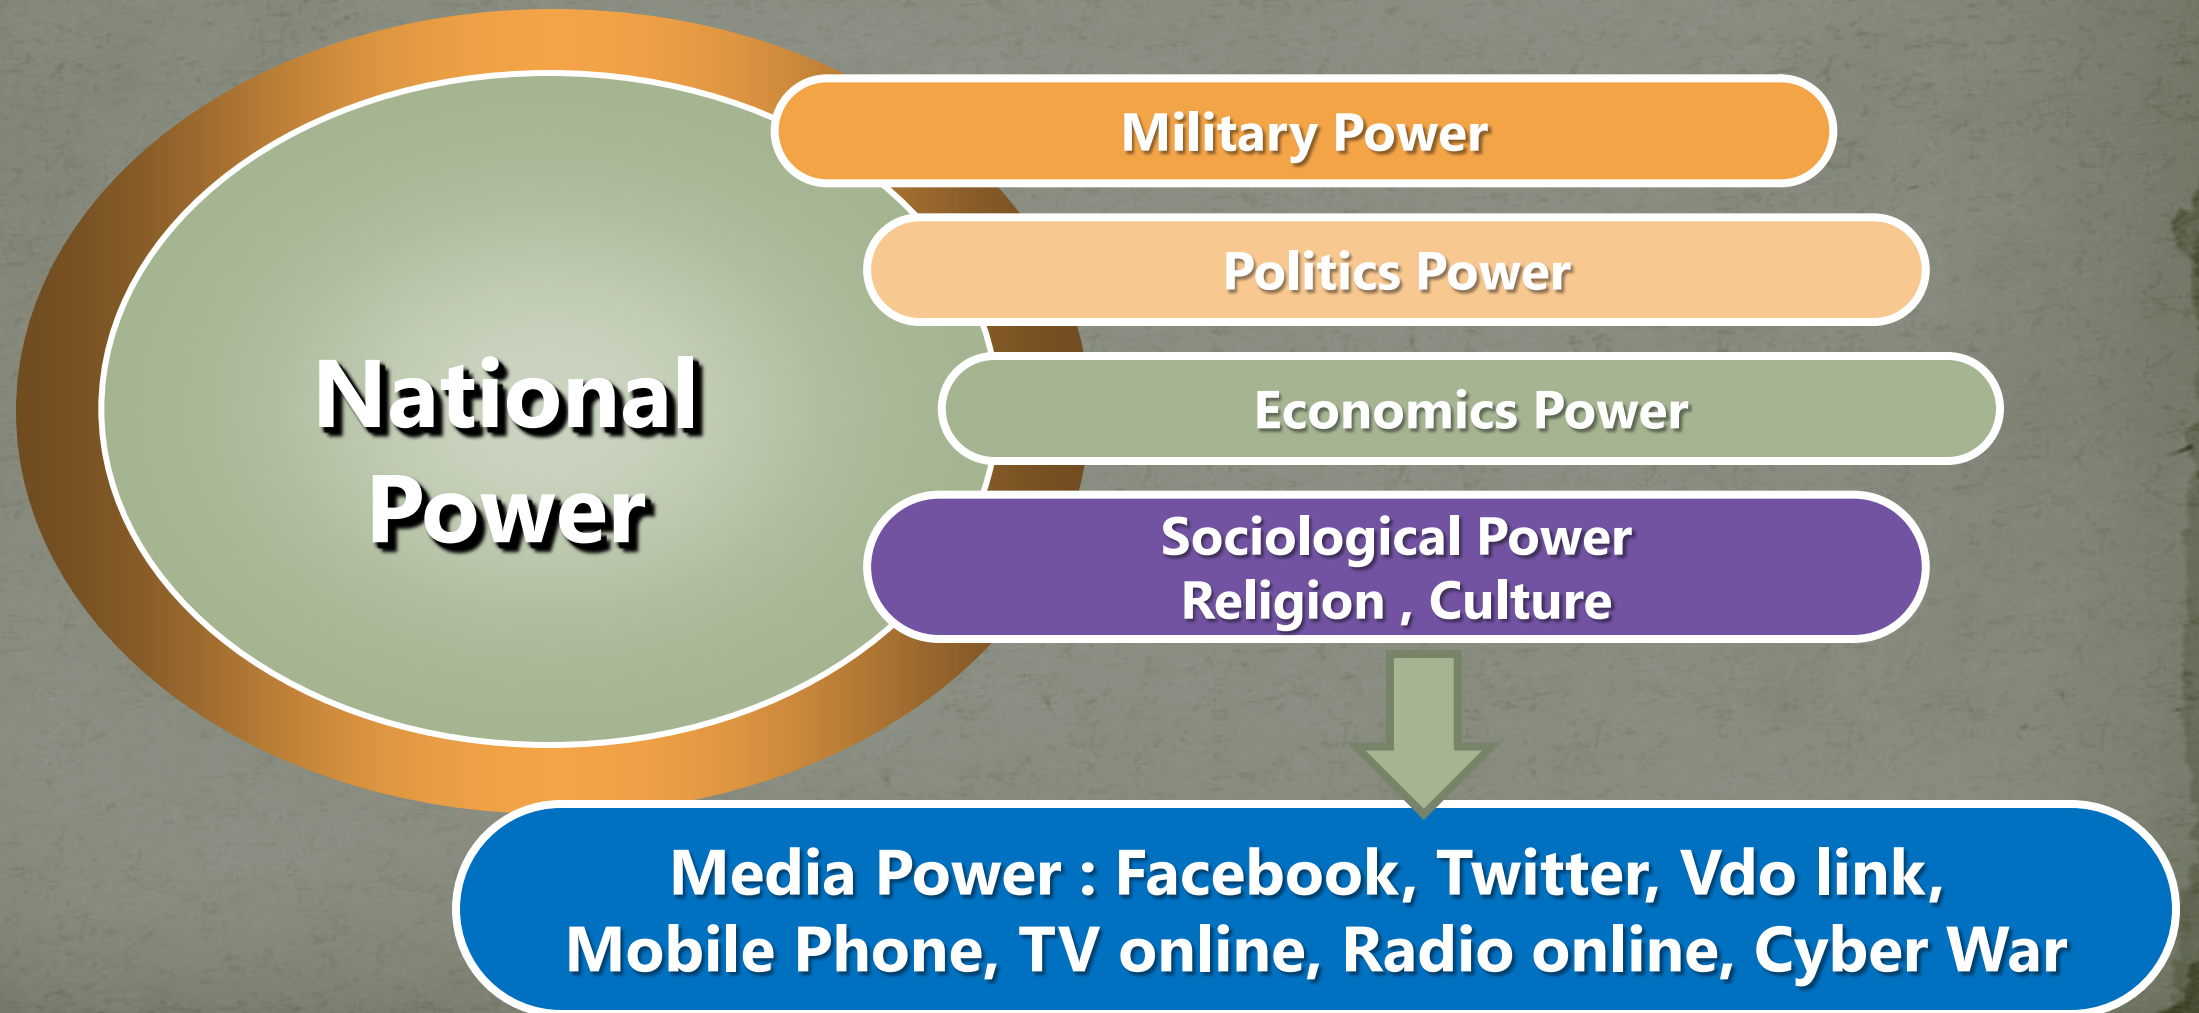 National
Power
Military Power
Politics Power
Economics Power
Sociological Power
Religion , Culture
Media Power : Facebook, Twitter, Vdo link,
Mobile Phone, TV online, Radio online, Cyber War